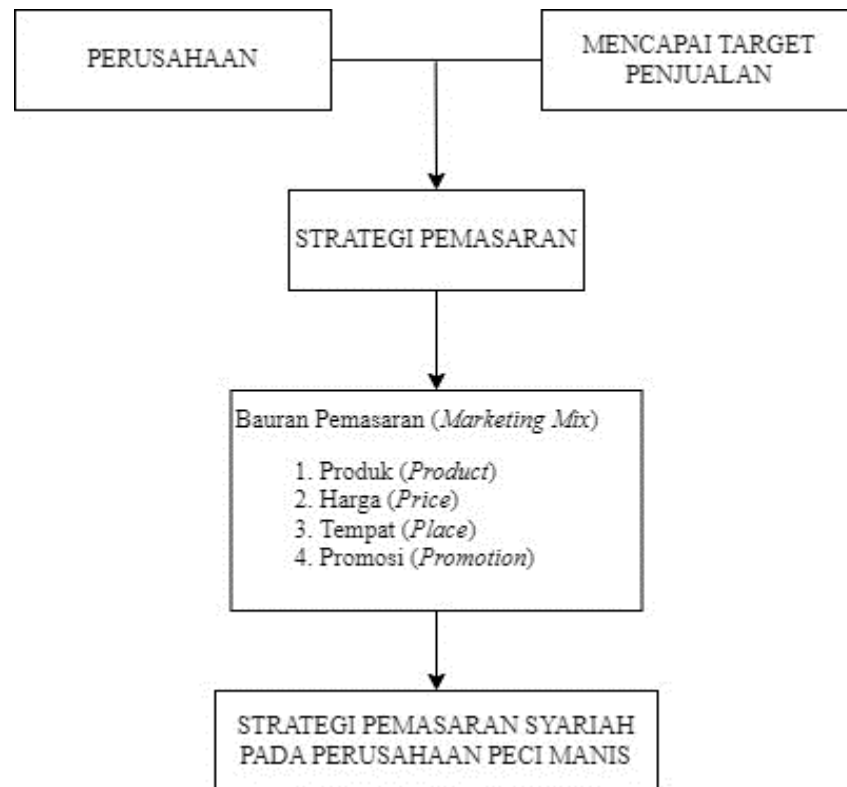 PERUSAHAAN
MENCAPAI TARGET
PENJUALAN
STRATEGI PEMASARAN
Bauran Pemasaran (Marketing Mix)
1. Produk (Product)
2. Harga (Price)
3. Tempat (Place)
4. Promosi (Promotion)
STRATEGI PEMASARAN SYARIAH
PADA PERUSAHAAN PECI MANIS